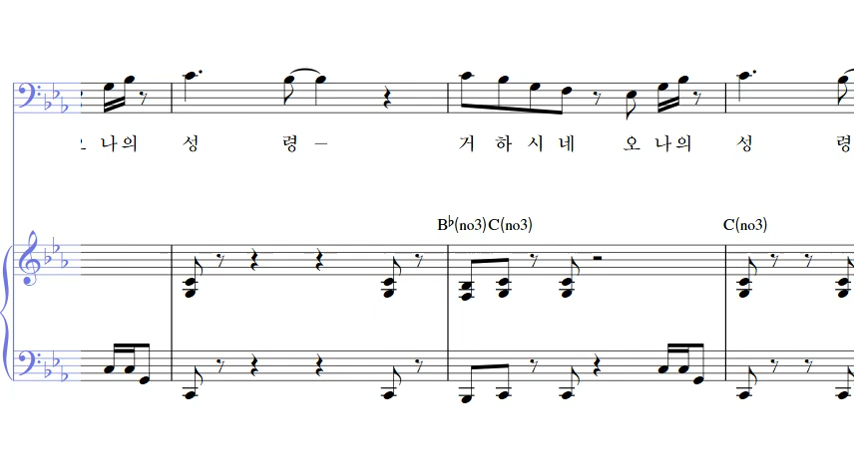 나의 성 령 – 거 하 시 네 오 나의 성 령
B♭(no3) C(no3) C(no3)